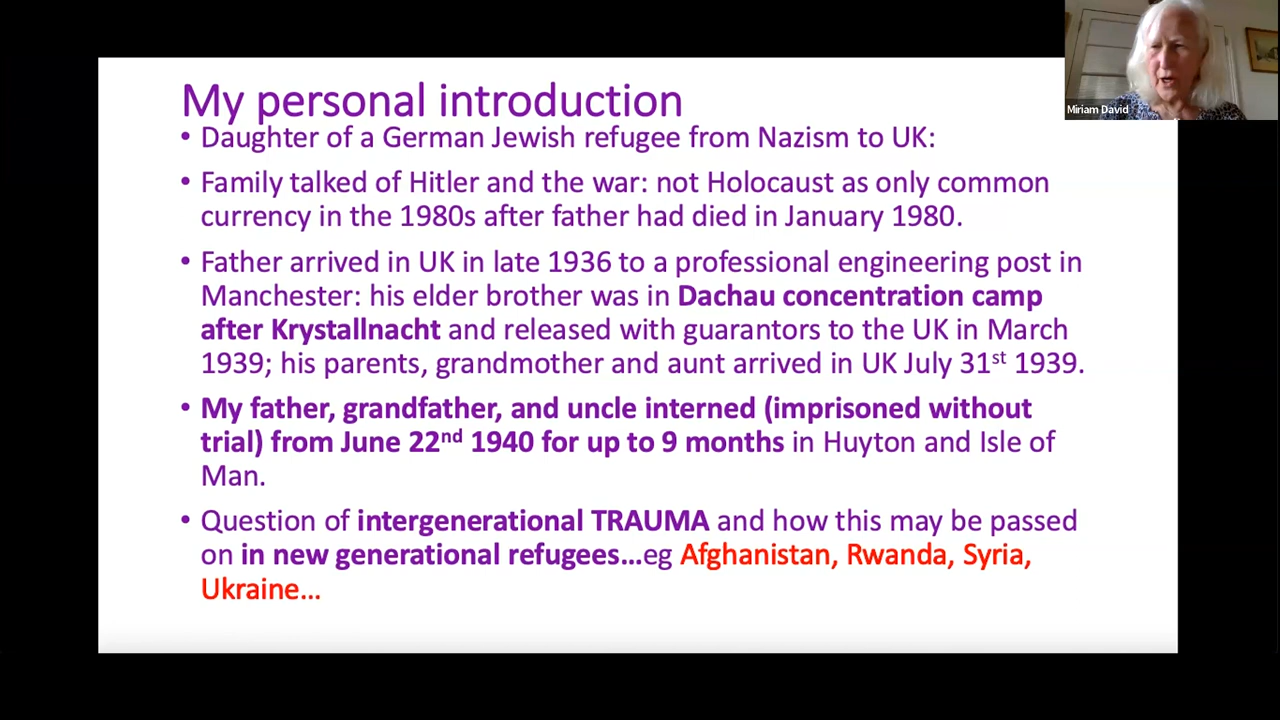 My personal introduction
• Daughter of a German Jewish refugee from Nazism to UK:
• Family talked of Hitler and the war: not Holocaust as only common
currency in the 1980s after father had died in January 1980.
• Father arrived in UK in late 1936 to a professional engineering post in
Manchester: his elder brother was in Dachau concentration camp
after Krystallnacht and released with guarantors to the UK in March
1939; his parents, grandmother and aunt arrived in UK July 31st 1939.
• My father, grandfather, and uncle interned (imprisoned without
trial) from June 22nd 1940 for up to 9 months in Huyton and Isle of
Man.
• Question of intergenerational TRAUMA and how this may be passed
on in new generational refugees…eg Afghanistan, Rwanda, Syria,
Ukraine…
Miriam David